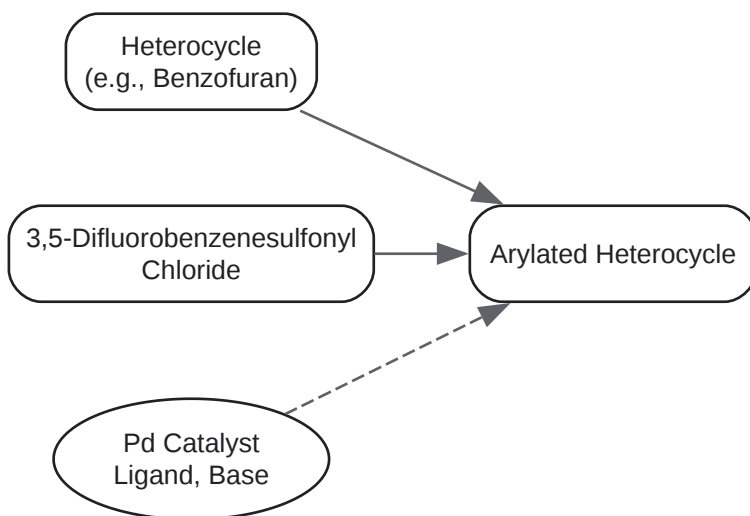 Heterocycle
(e.g., Benzofuran)
3,5-Difluorobenzenesulfonyl
Chloride
Arylated Heterocycle
Pd Catalyst
Ligand, Base